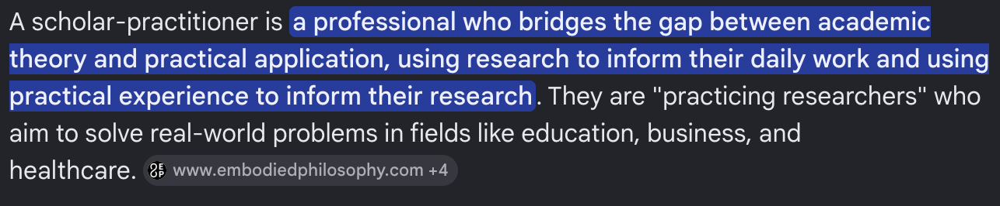 A scholar-practitioner is a professional who bridges the gap between academic
theory and practical application, using research to inform their daily work and using
practical experience to inform their research. They are "practicing researchers" who
aim to solve real-world problems in fields like education, business, and
healthcare. www.embodiedphilosophy.com +4